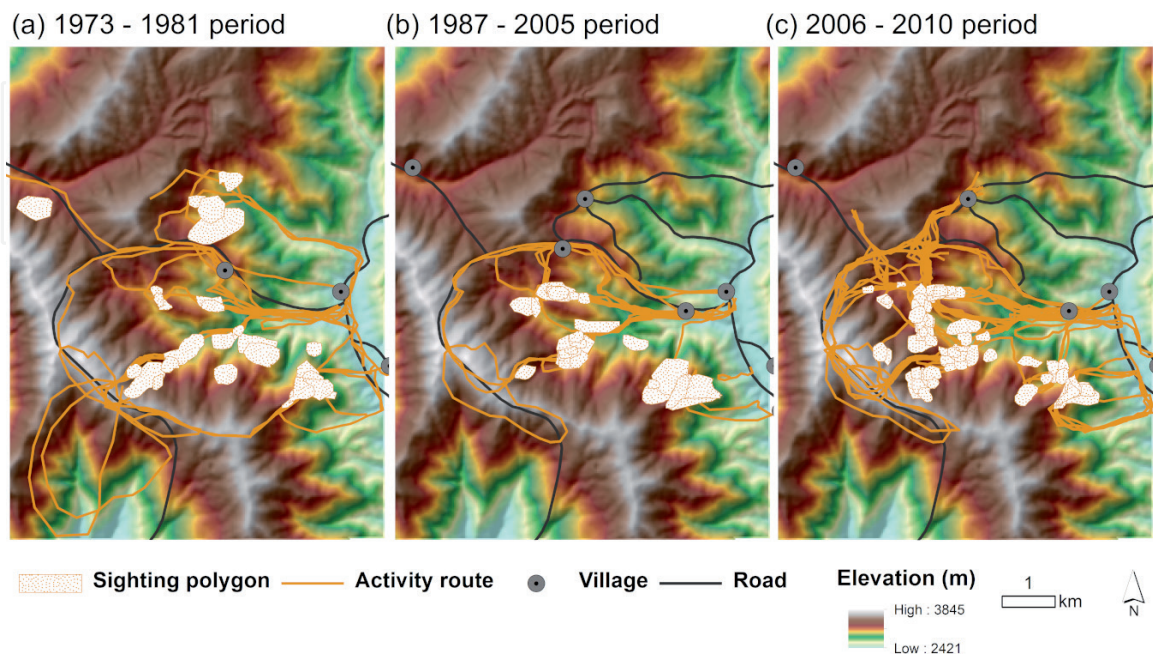 (a) 1973 - 1981 period
(b) 1987 - 2005 period
(c) 2006 - 2010 period
Sighting polygon
Activity route
Village
Road
Elevation (m)
High : 3845
Low : 2421
1
km
N